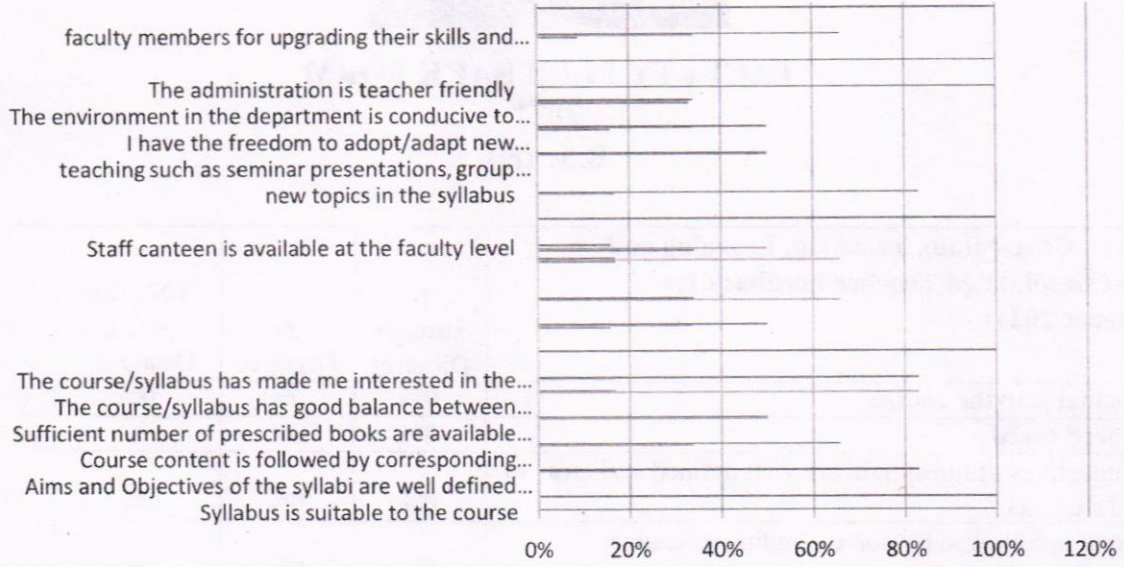 faculty members for upgrading their skills and...
The administration is teacher friendly
The environment in the department is conducive to...
I have the freedom to adopt/adapt new...
teaching such as seminar presentations, group...
new topics in the syllabus
Staff canteen is available at the faculty level
The course/syllabus has made me interested in the...
The course/syllabus has good balance between...
Sufficient number of prescribed books are available...
Course content is followed by corresponding...
Aims and Objectives of the syllabi are well defined...
Syllabus is suitable to the course
0% 20% 40% 60% 80% 100% 120%